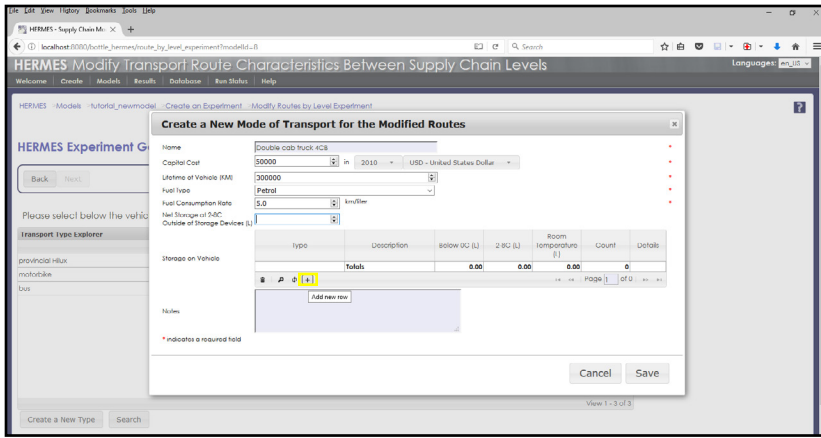 File Edit View History Bookmarks Tools Help
HERMES - Supply Chain Mo
localhost:8080/bottle_hermes/route_by_level_experiment?modelId=8
Search
HERMES Modify Transport Route Characteristics Between Supply Chain Levels
Languages: en_US
Welcome Create Models Results Database Run Status Help
HERMES Models tutorial_newmodel Create an Experiment Modify Routes by Level Experiment
?
Create a New Mode of Transport for the Modified Routes
HERMES Experiment G
Back Next
Please select below the vehic
Transport Type Explorer
provincial Hilux
motorbike
bus
Name Double cab truck 4CB *
Capital Cost 50000 in 2010 USD - United States Dollar *
Lifetime of Vehicle (KM) 300000 *
Fuel Type Petrol *
Fuel Consumption Rate 5.0 km/liter *
Net Storage at 2-8C
Outside of Storage Devices (L)
Storage on Vehicle
Type Description Below 0C (L) 2-8C (L) Room Temperature (L) Count Details
Totals 0.00 0.00 0.00 0
Page 1 of 0
Add new row
Notes
* indicates a required field
Cancel Save
View 1 - 3 of 3
Create a New Type Search